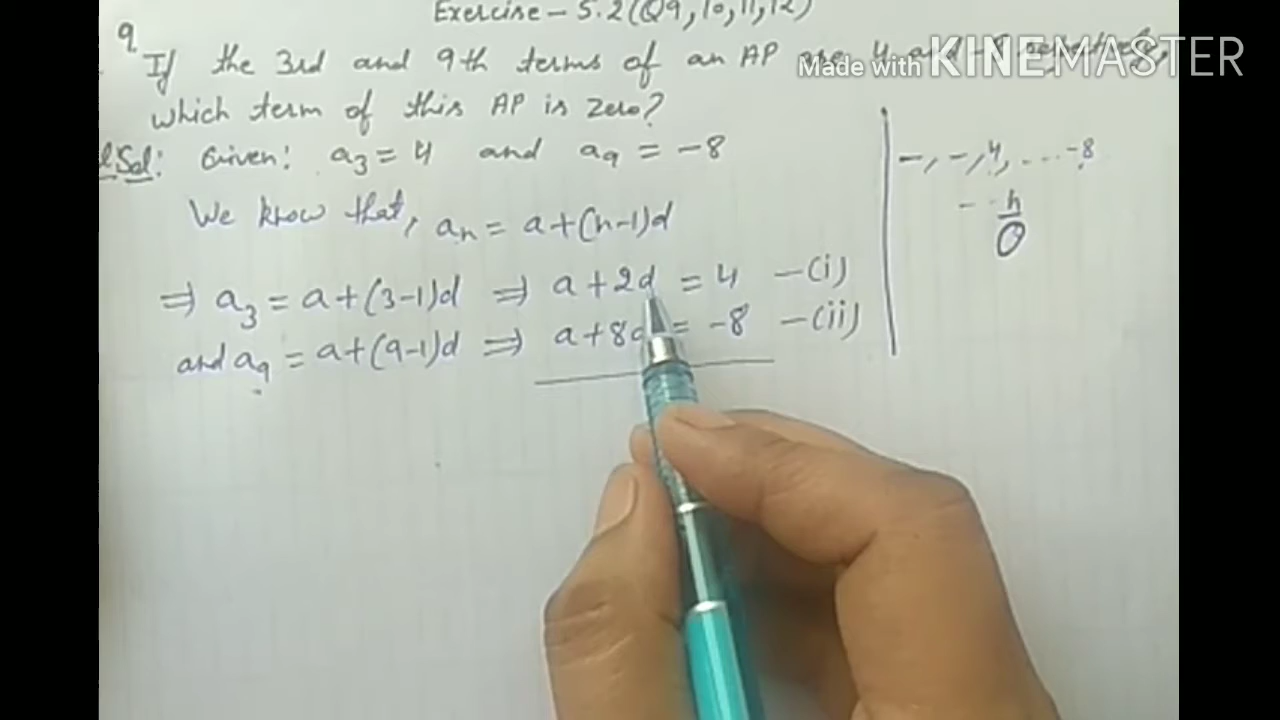 Exercise - 5.2 (Q9, 10, 11, 12)
9
If the 3rd and 9th terms of an AP are 4 and -8 respectively,
Made with KINEMASTER
which term of this AP is zero?
Sol: Given: a3 = 4 and a9 = -8
-, -, 4, ... -8
- - n
0
We know that, an = a+(n-1)d
⇒ a3 = a+(3-1)d ⇒ a+2d = 4 -(i)
and a9 = a+(9-1)d ⇒ a+8d = -8 -(ii)